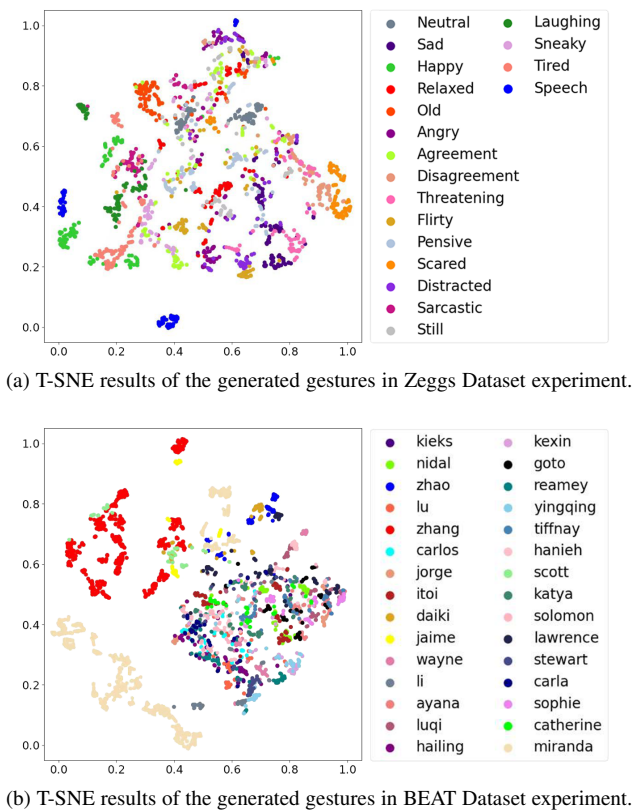 1.0
0.8
0.6
0.4
0.2
0.0
0.0 0.2 0.4 0.6 0.8 1.0
Neutral
Sad
Happy
Relaxed
Old
Angry
Agreement
Disagreement
Threatening
Flirty
Pensive
Scared
Distracted
Sarcastic
Still
Laughing
Sneaky
Tired
Speech
(a) T-SNE results of the generated gestures in Zeggs Dataset experiment.
1.0
0.8
0.6
0.4
0.2
0.0
0.0 0.2 0.4 0.6 0.8 1.0
kieks
nidal
zhao
lu
zhang
carlos
jorge
itoi
daiki
jaime
wayne
li
ayana
luqi
hailing
kexin
goto
reamey
yingqing
tiffnay
hanieh
scott
katya
solomon
lawrence
stewart
carla
sophie
catherine
miranda
(b) T-SNE results of the generated gestures in BEAT Dataset experiment.